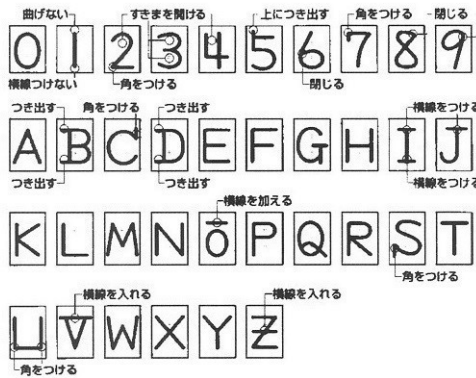 曲げない すきまを開ける 上につき出す 角をつける 閉じる
0 1 2 3 4 5 6 7 8 9
横線つけない 角をつける 閉じる
つき出す 角をつける つき出す 横線をつける
A B C D E F G H I J
つき出す つき出す 横線をつける
横線を加える
K L M N O P Q R S T
角をつける
横線を入れる 横線を入れる
U V W X Y Z
角をつける